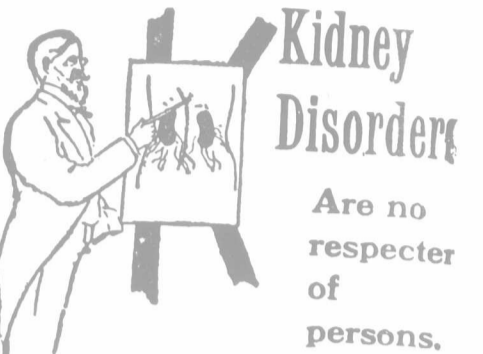 Kidney
Disorders
Are no
respecter
of
persons.